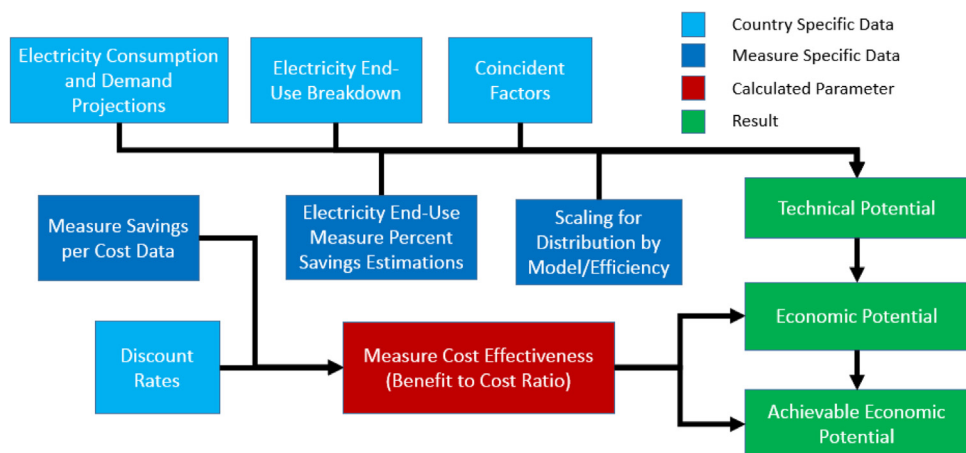 Electricity Consumption
and Demand
Projections
Electricity End-
Use Breakdown
Coincident
Factors
Country Specific Data
Measure Specific Data
Calculated Parameter
Result
Measure Savings
per Cost Data
Electricity End-Use
Measure Percent
Savings Estimations
Scaling for
Distribution by
Model/Efficiency
Technical Potential
Discount
Rates
Measure Cost Effectiveness
(Benefit to Cost Ratio)
Economic Potential
Achievable Economic
Potential